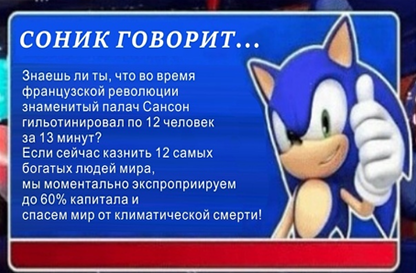 СОНИК ГОВОРИТ...
Знаешь ли ты, что во время
французской революции
знаменитый палач Сансон
гильотинировал по 12 человек
за 13 минут?
Если сейчас казнить 12 самых
богатых людей мира,
мы моментально экспроприируем
до 60% капитала и
спасем мир от климатической смерти!